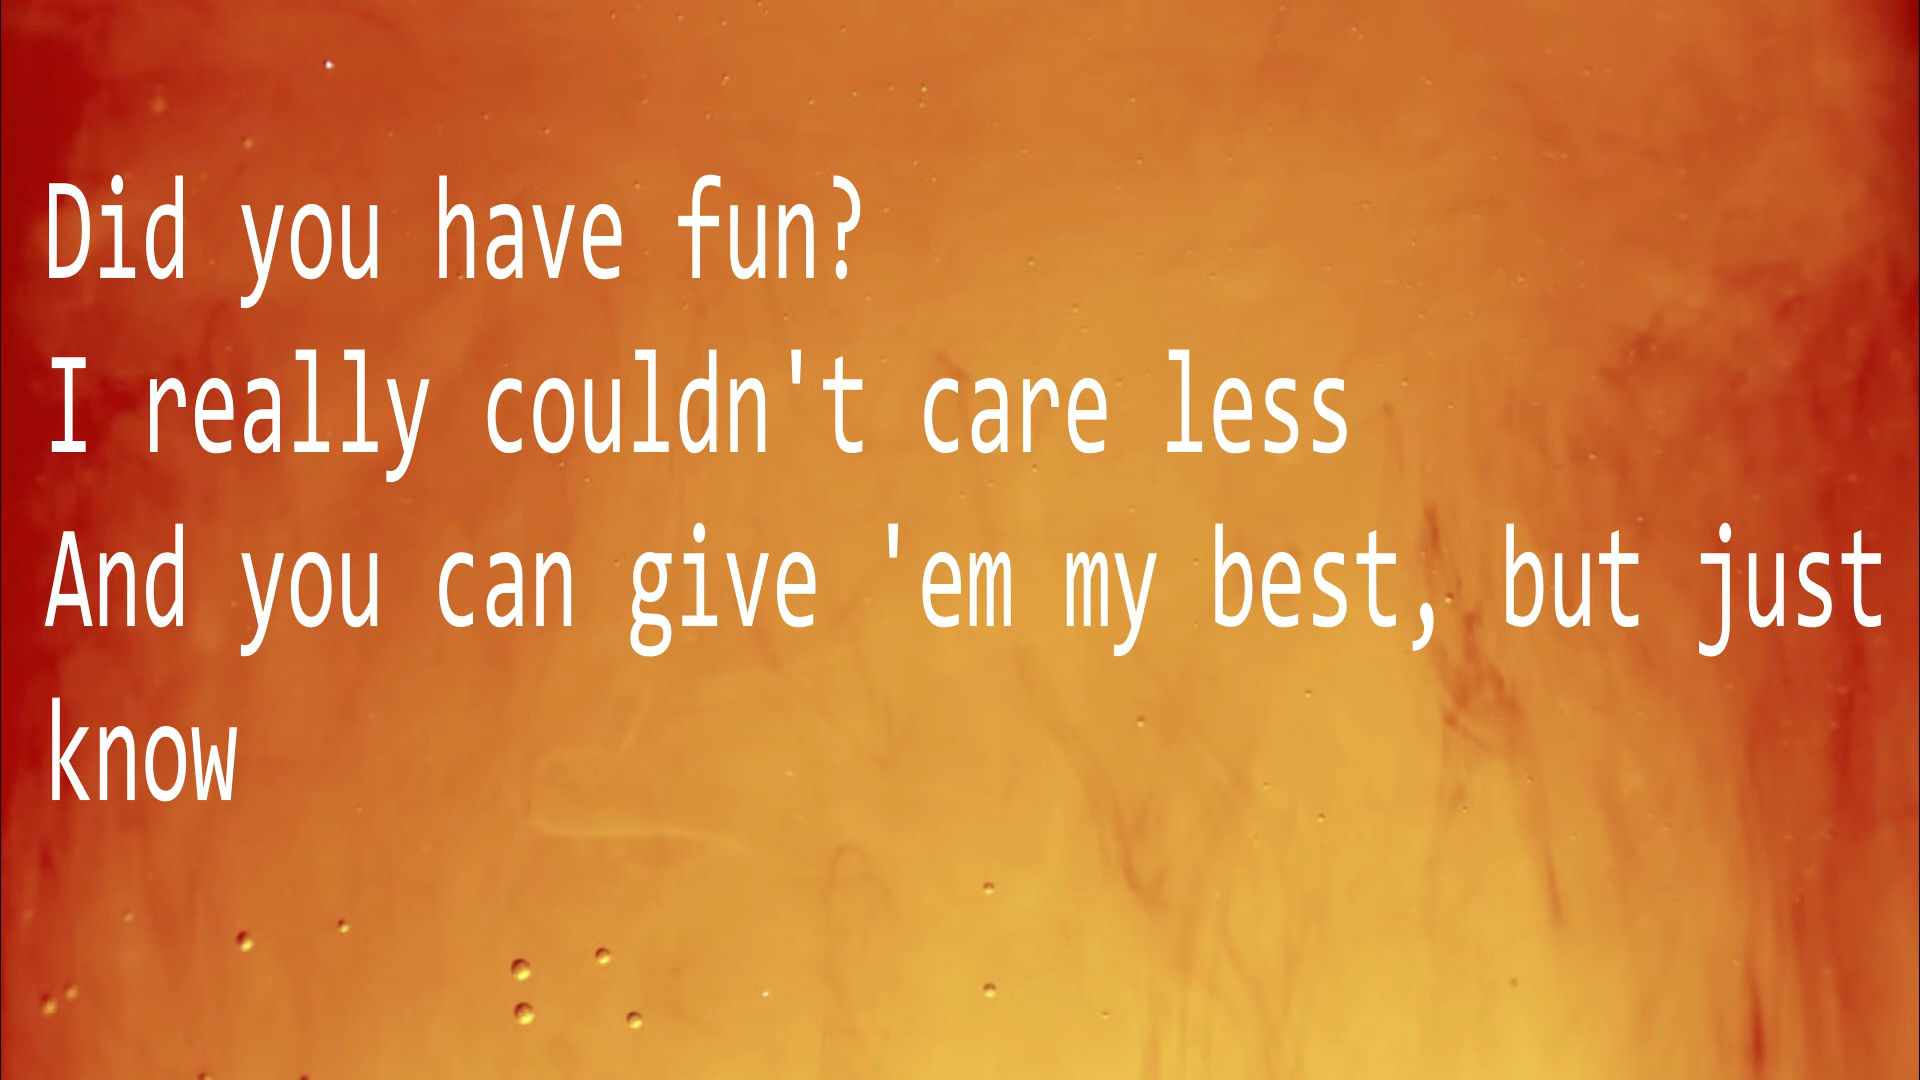 Did you have fun?
I really couldn't care less
And you can give 'em my best, but just
know